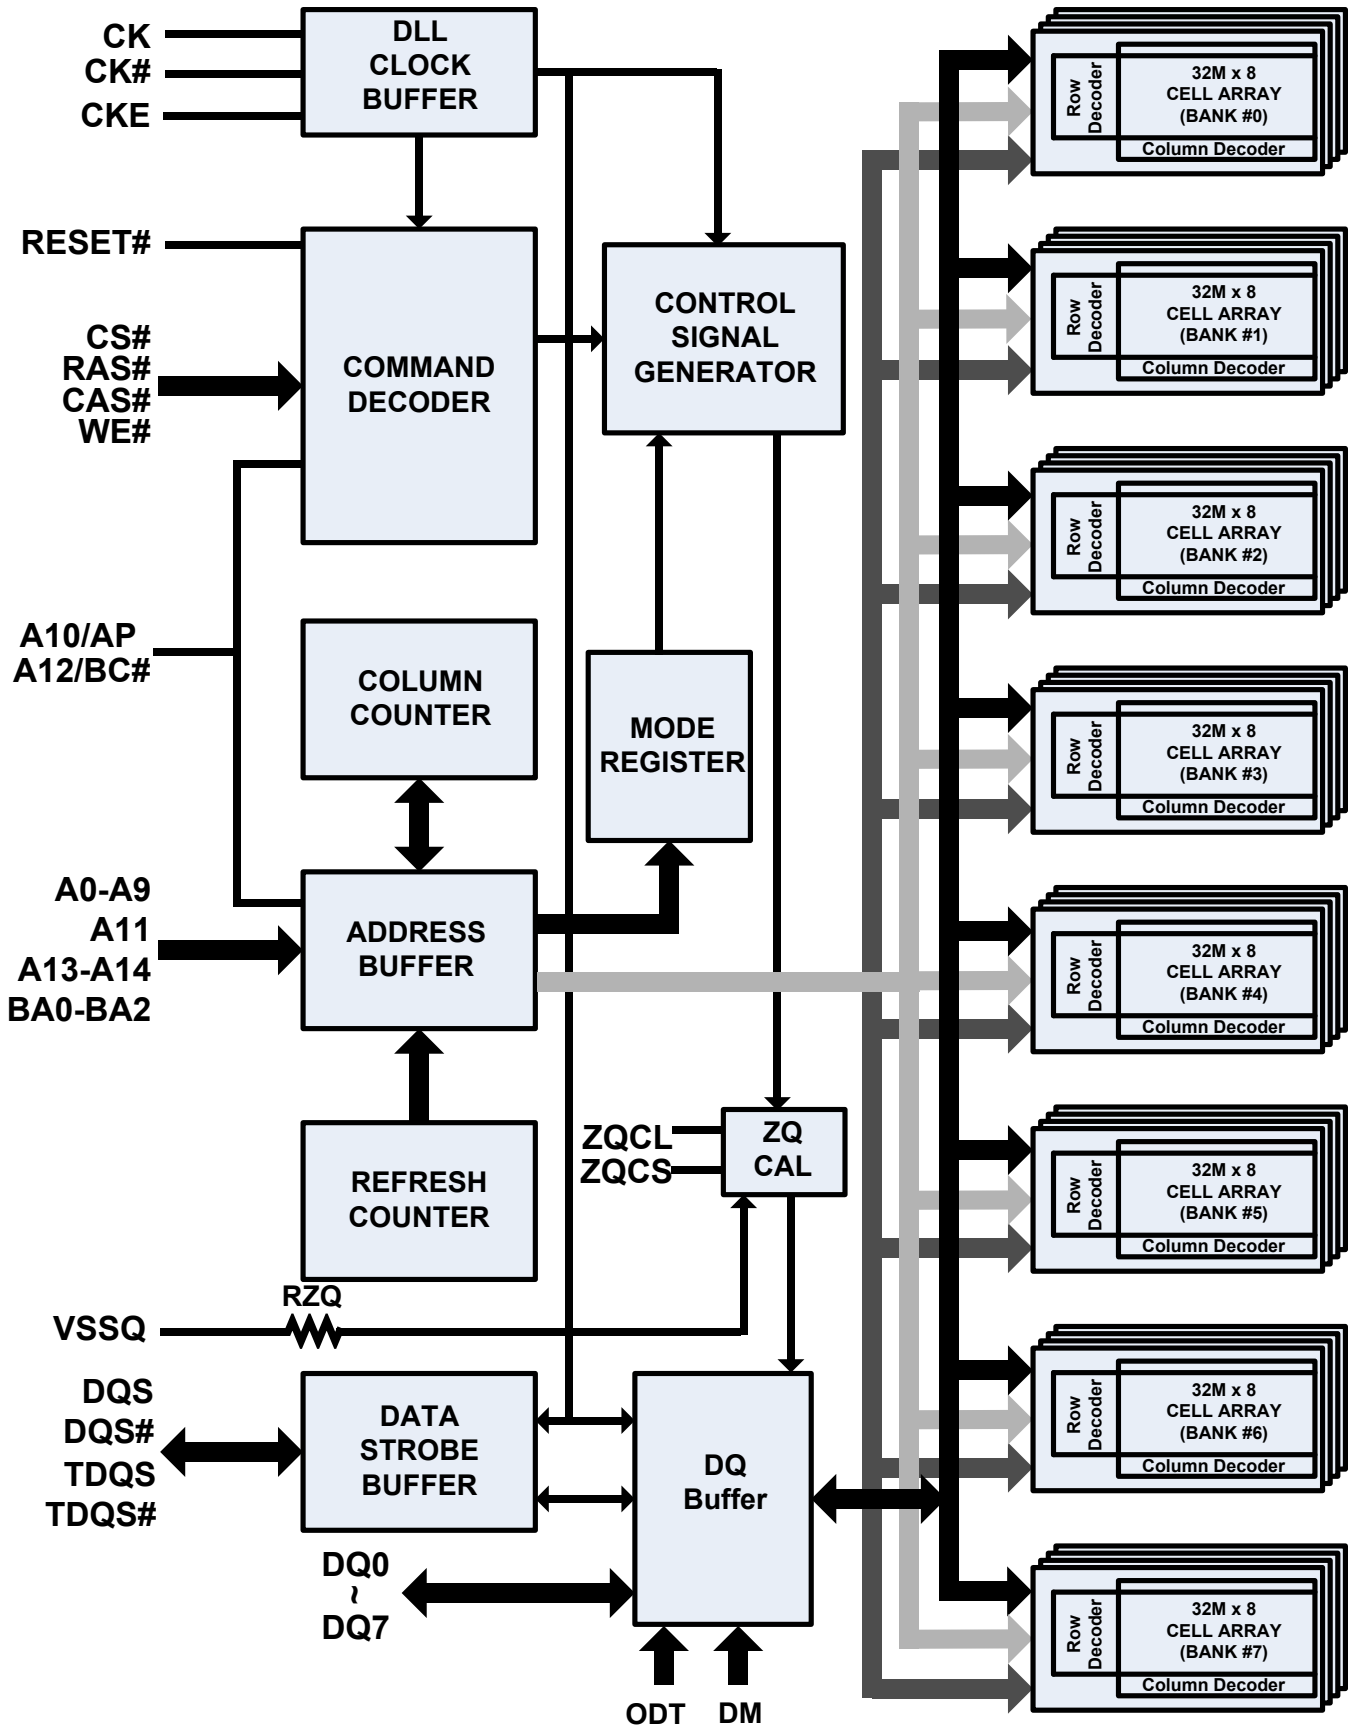 CK
CK#
CKE
DLL
CLOCK
BUFFER
RESET#
CS#
RAS#
CAS#
WE#
COMMAND
DECODER
CONTROL
SIGNAL
GENERATOR
A10/AP
A12/BC#
COLUMN
COUNTER
MODE
REGISTER
A0-A9
A11
A13-A14
BA0-BA2
ADDRESS
BUFFER
REFRESH
COUNTER
ZQCL
ZQCS
ZQ
CAL
RZQ
VSSQ
DQS
DQS#
TDQS
TDQS#
DATA
STROBE
BUFFER
DQ
Buffer
DQ0
~
DQ7
ODT
DM
Row
Decoder
32M x 8
CELL ARRAY
(BANK #0)
Column Decoder
Row
Decoder
32M x 8
CELL ARRAY
(BANK #1)
Column Decoder
Row
Decoder
32M x 8
CELL ARRAY
(BANK #2)
Column Decoder
Row
Decoder
32M x 8
CELL ARRAY
(BANK #3)
Column Decoder
Row
Decoder
32M x 8
CELL ARRAY
(BANK #4)
Column Decoder
Row
Decoder
32M x 8
CELL ARRAY
(BANK #5)
Column Decoder
Row
Decoder
32M x 8
CELL ARRAY
(BANK #6)
Column Decoder
Row
Decoder
32M x 8
CELL ARRAY
(BANK #7)
Column Decoder